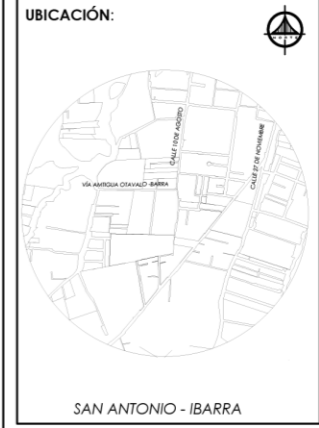 UBICACIÓN:
CALLE 10 DE AGOSTO
CALLE 27 DE NOVIEMBRE
VÍA ANTIGUA OTAVALO -IBARRA
SAN ANTONIO - IBARRA